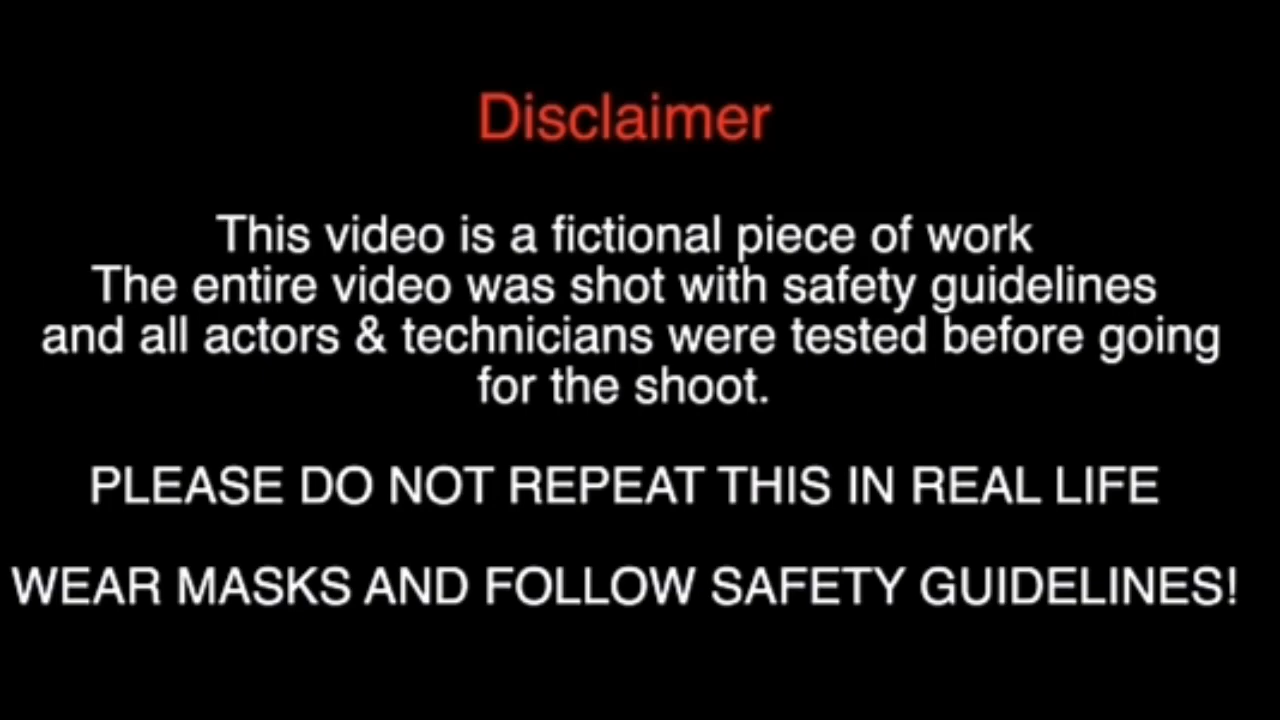 Disclaimer
This video is a fictional piece of work
The entire video was shot with safety guidelines
and all actors & technicians were tested before going
for the shoot.
PLEASE DO NOT REPEAT THIS IN REAL LIFE
WEAR MASKS AND FOLLOW SAFETY GUIDELINES!